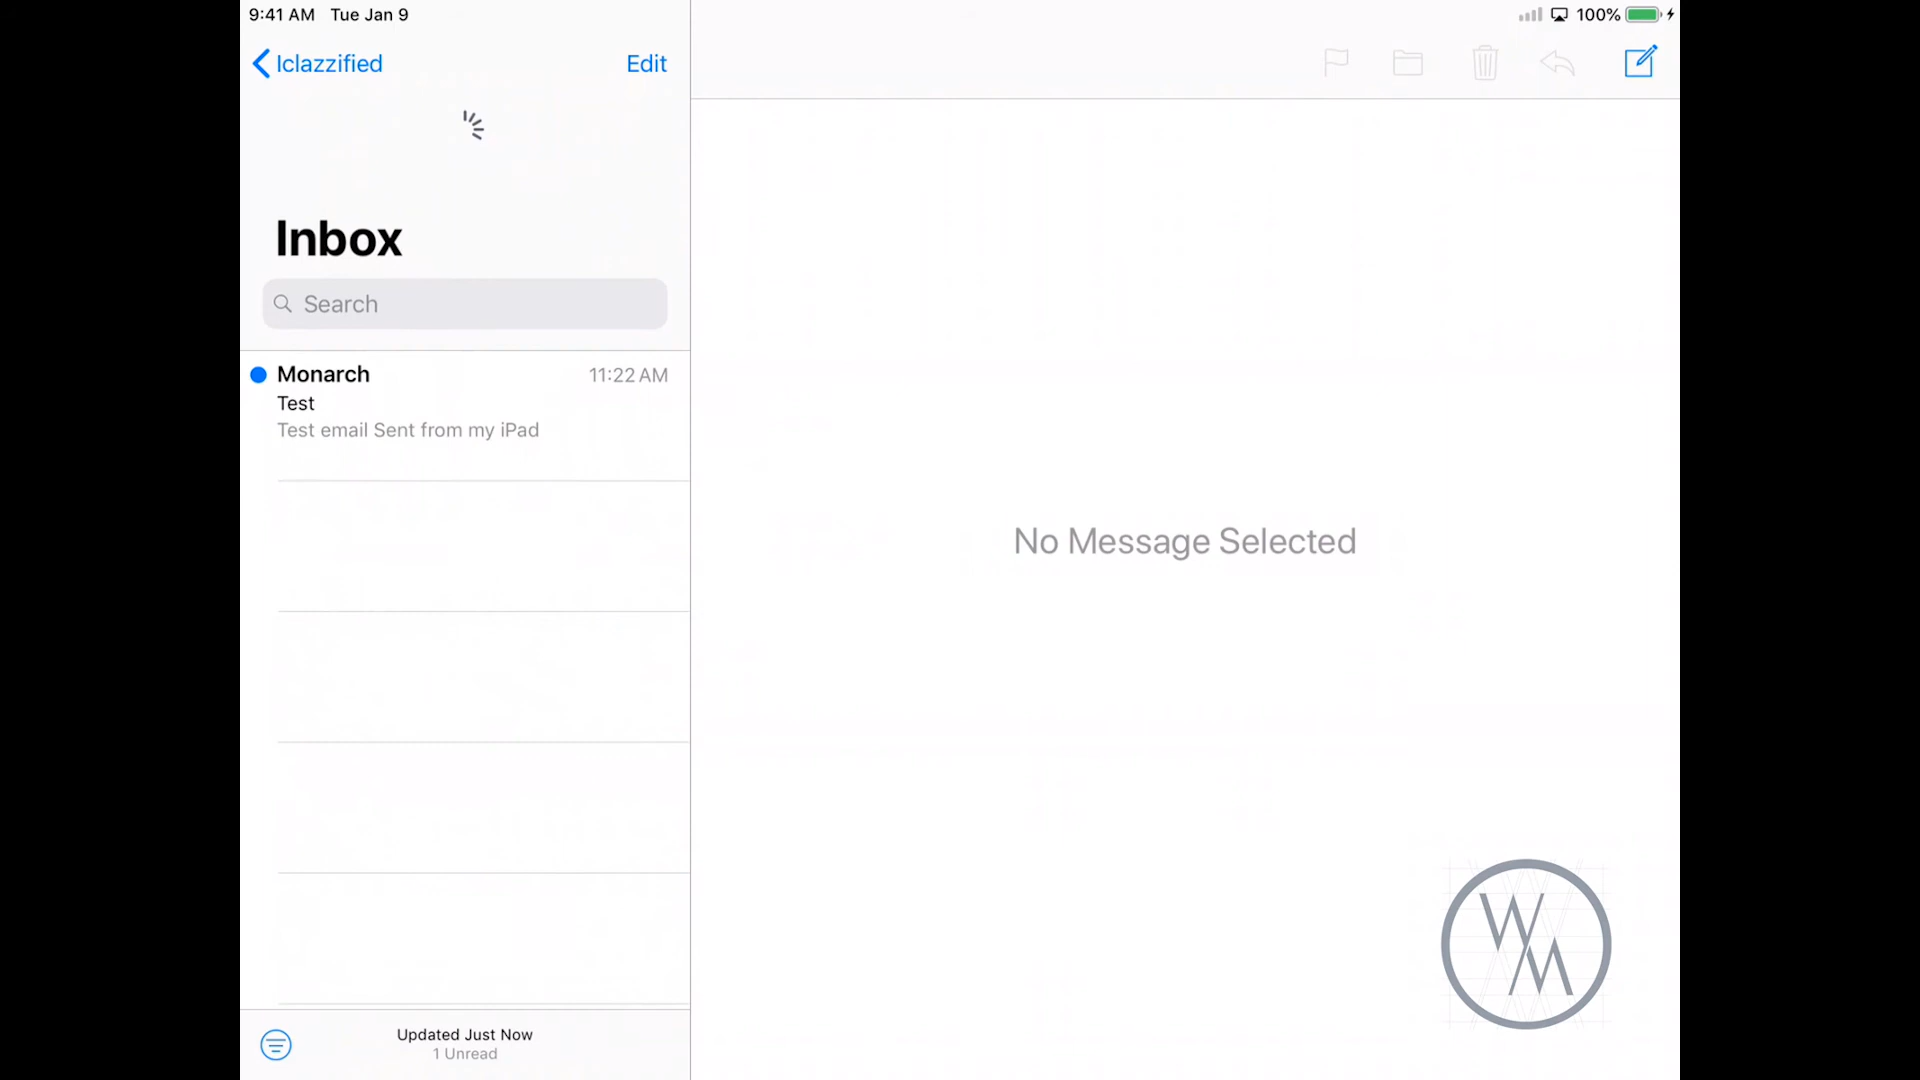 9:41 AM Tue Jan 9
100%
Iclazzified
Edit
Inbox
Search
Monarch
11:22 AM
Test
Test email Sent from my iPad
No Message Selected
WM
Updated Just Now
1 Unread